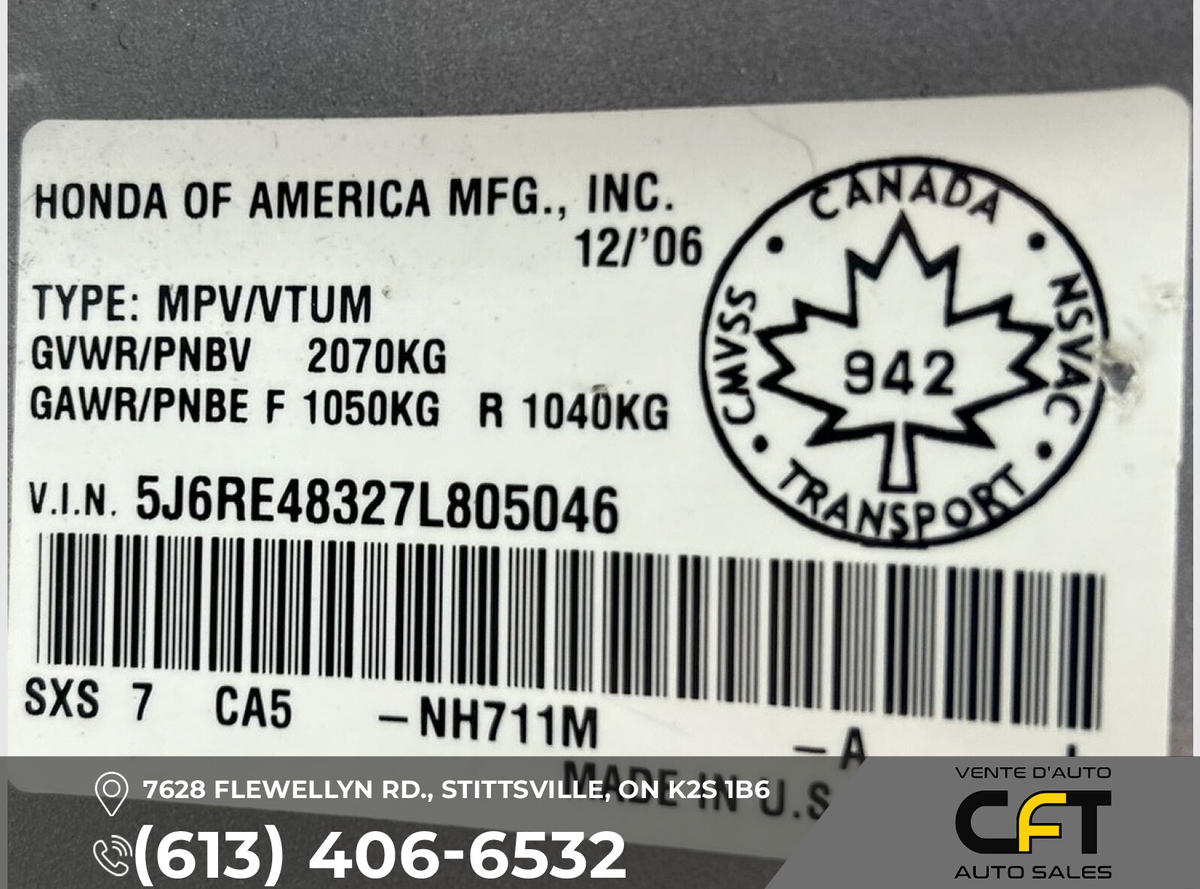 HONDA OF AMERICA MFG., INC.
12/'06
TYPE: MPV/VTUM
GVWR/PNBV 2070KG
GAWR/PNBE F 1050KG R 1040KG
CANADA
NSVAC
TRANSPORT
CMVSS
942
V.I.N. 5J6RE48327L805046
SXS 7 CA5 -NH711M -A
MADE IN U.S
7628 FLEWELLYN RD., STITTSVILLE, ON K2S 1B6
(613) 406-6532
VENTE D'AUTO
CFT
AUTO SALES